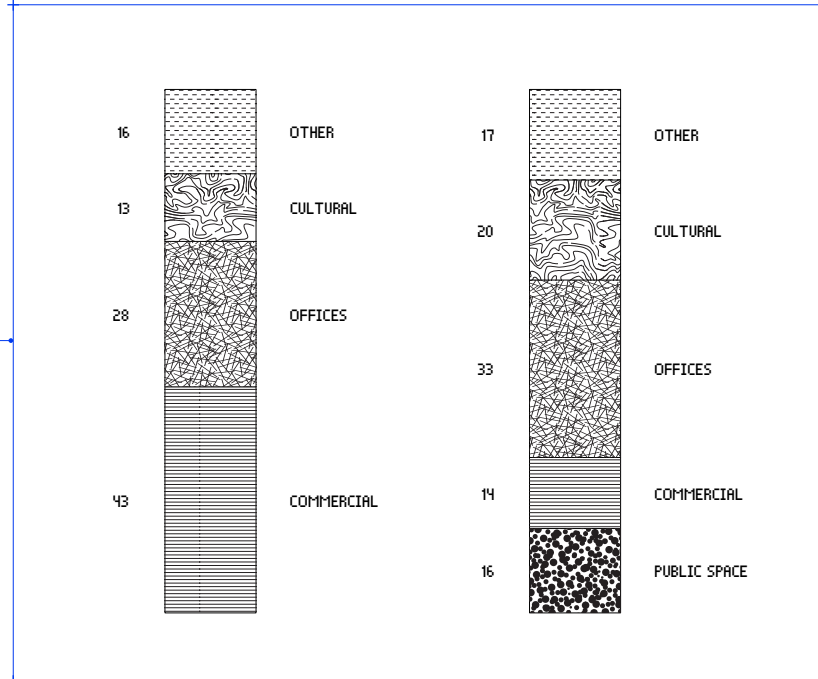 16 OTHER
13 CULTURAL
28 OFFICES
43 COMMERCIAL
17 OTHER
20 CULTURAL
33 OFFICES
14 COMMERCIAL
16 PUBLIC SPACE